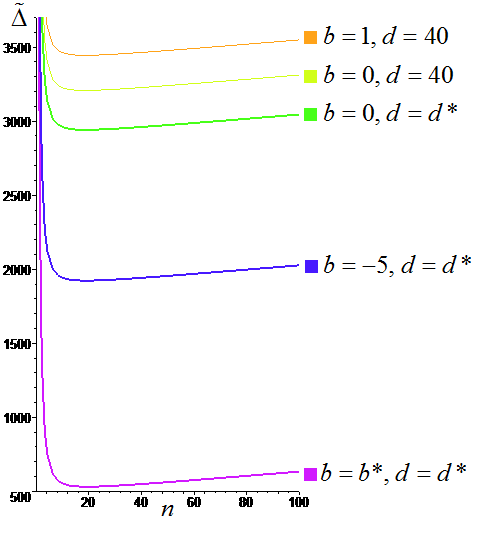 Δ̃
3500
b = 1, d = 40
b = 0, d = 40
b = 0, d = d*
3000
2500
2000
b = −5, d = d*
1500
1000
b = b*, d = d*
500
20 40 60 80 100
n